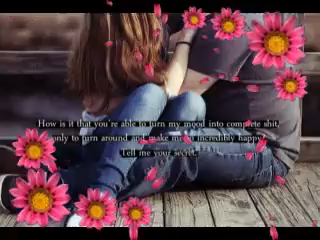 How is it that you're able to turn my mood into complete shit,
only to turn around and make me so incredibly happy?
Tell me your secret.